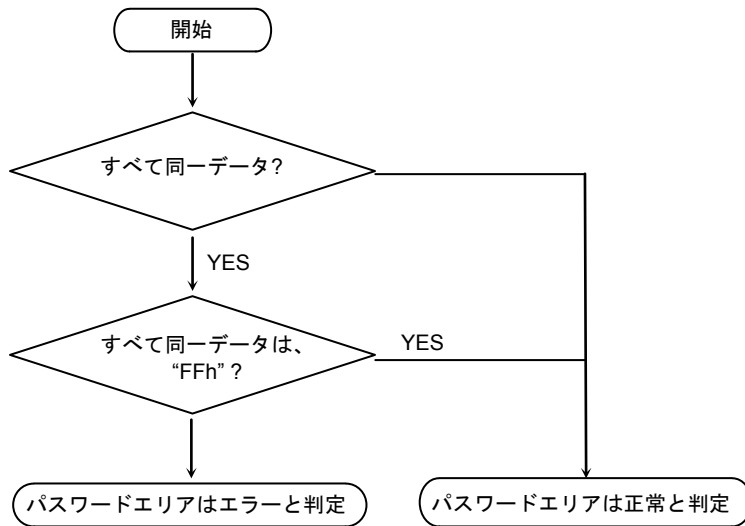 開始
すべて同一データ?
YES
すべて同一データは、
“FFh” ?
YES
パスワードエリアはエラーと判定
パスワードエリアは正常と判定